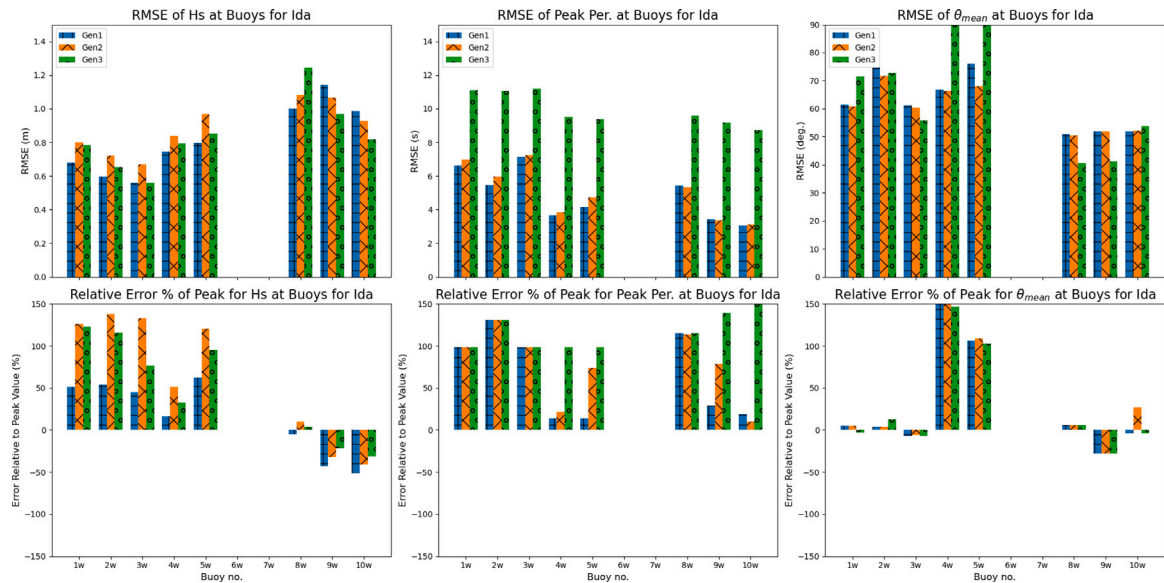 RMSE of Hs at Buoys for Ida
RMSE of Peak Per. at Buoys for Ida
RMSE of θmean at Buoys for Ida
1.4
1.2
1.0
0.8
0.6
0.4
0.2
0.0
RMSE (m)
Gen1
Gen2
Gen3
14
12
10
8
6
4
2
0
RMSE (s)
Gen1
Gen2
Gen3
90
80
70
60
50
40
30
20
10
0
RMSE (deg.)
Gen1
Gen2
Gen3
Relative Error % of Peak for Hs at Buoys for Ida
Relative Error % of Peak for Peak Per. at Buoys for Ida
Relative Error % of Peak for θmean at Buoys for Ida
150
100
50
0
−50
−100
−150
Error Relative to Peak Value (%)
1w 2w 3w 4w 5w 6w 7w 8w 9w 10w
Buoy no.
150
100
50
0
−50
−100
−150
Error Relative to Peak Value (%)
1w 2w 3w 4w 5w 6w 7w 8w 9w 10w
Buoy no.
150
100
50
0
−50
−100
−150
Error Relative to Peak Value (%)
1w 2w 3w 4w 5w 6w 7w 8w 9w 10w
Buoy no.